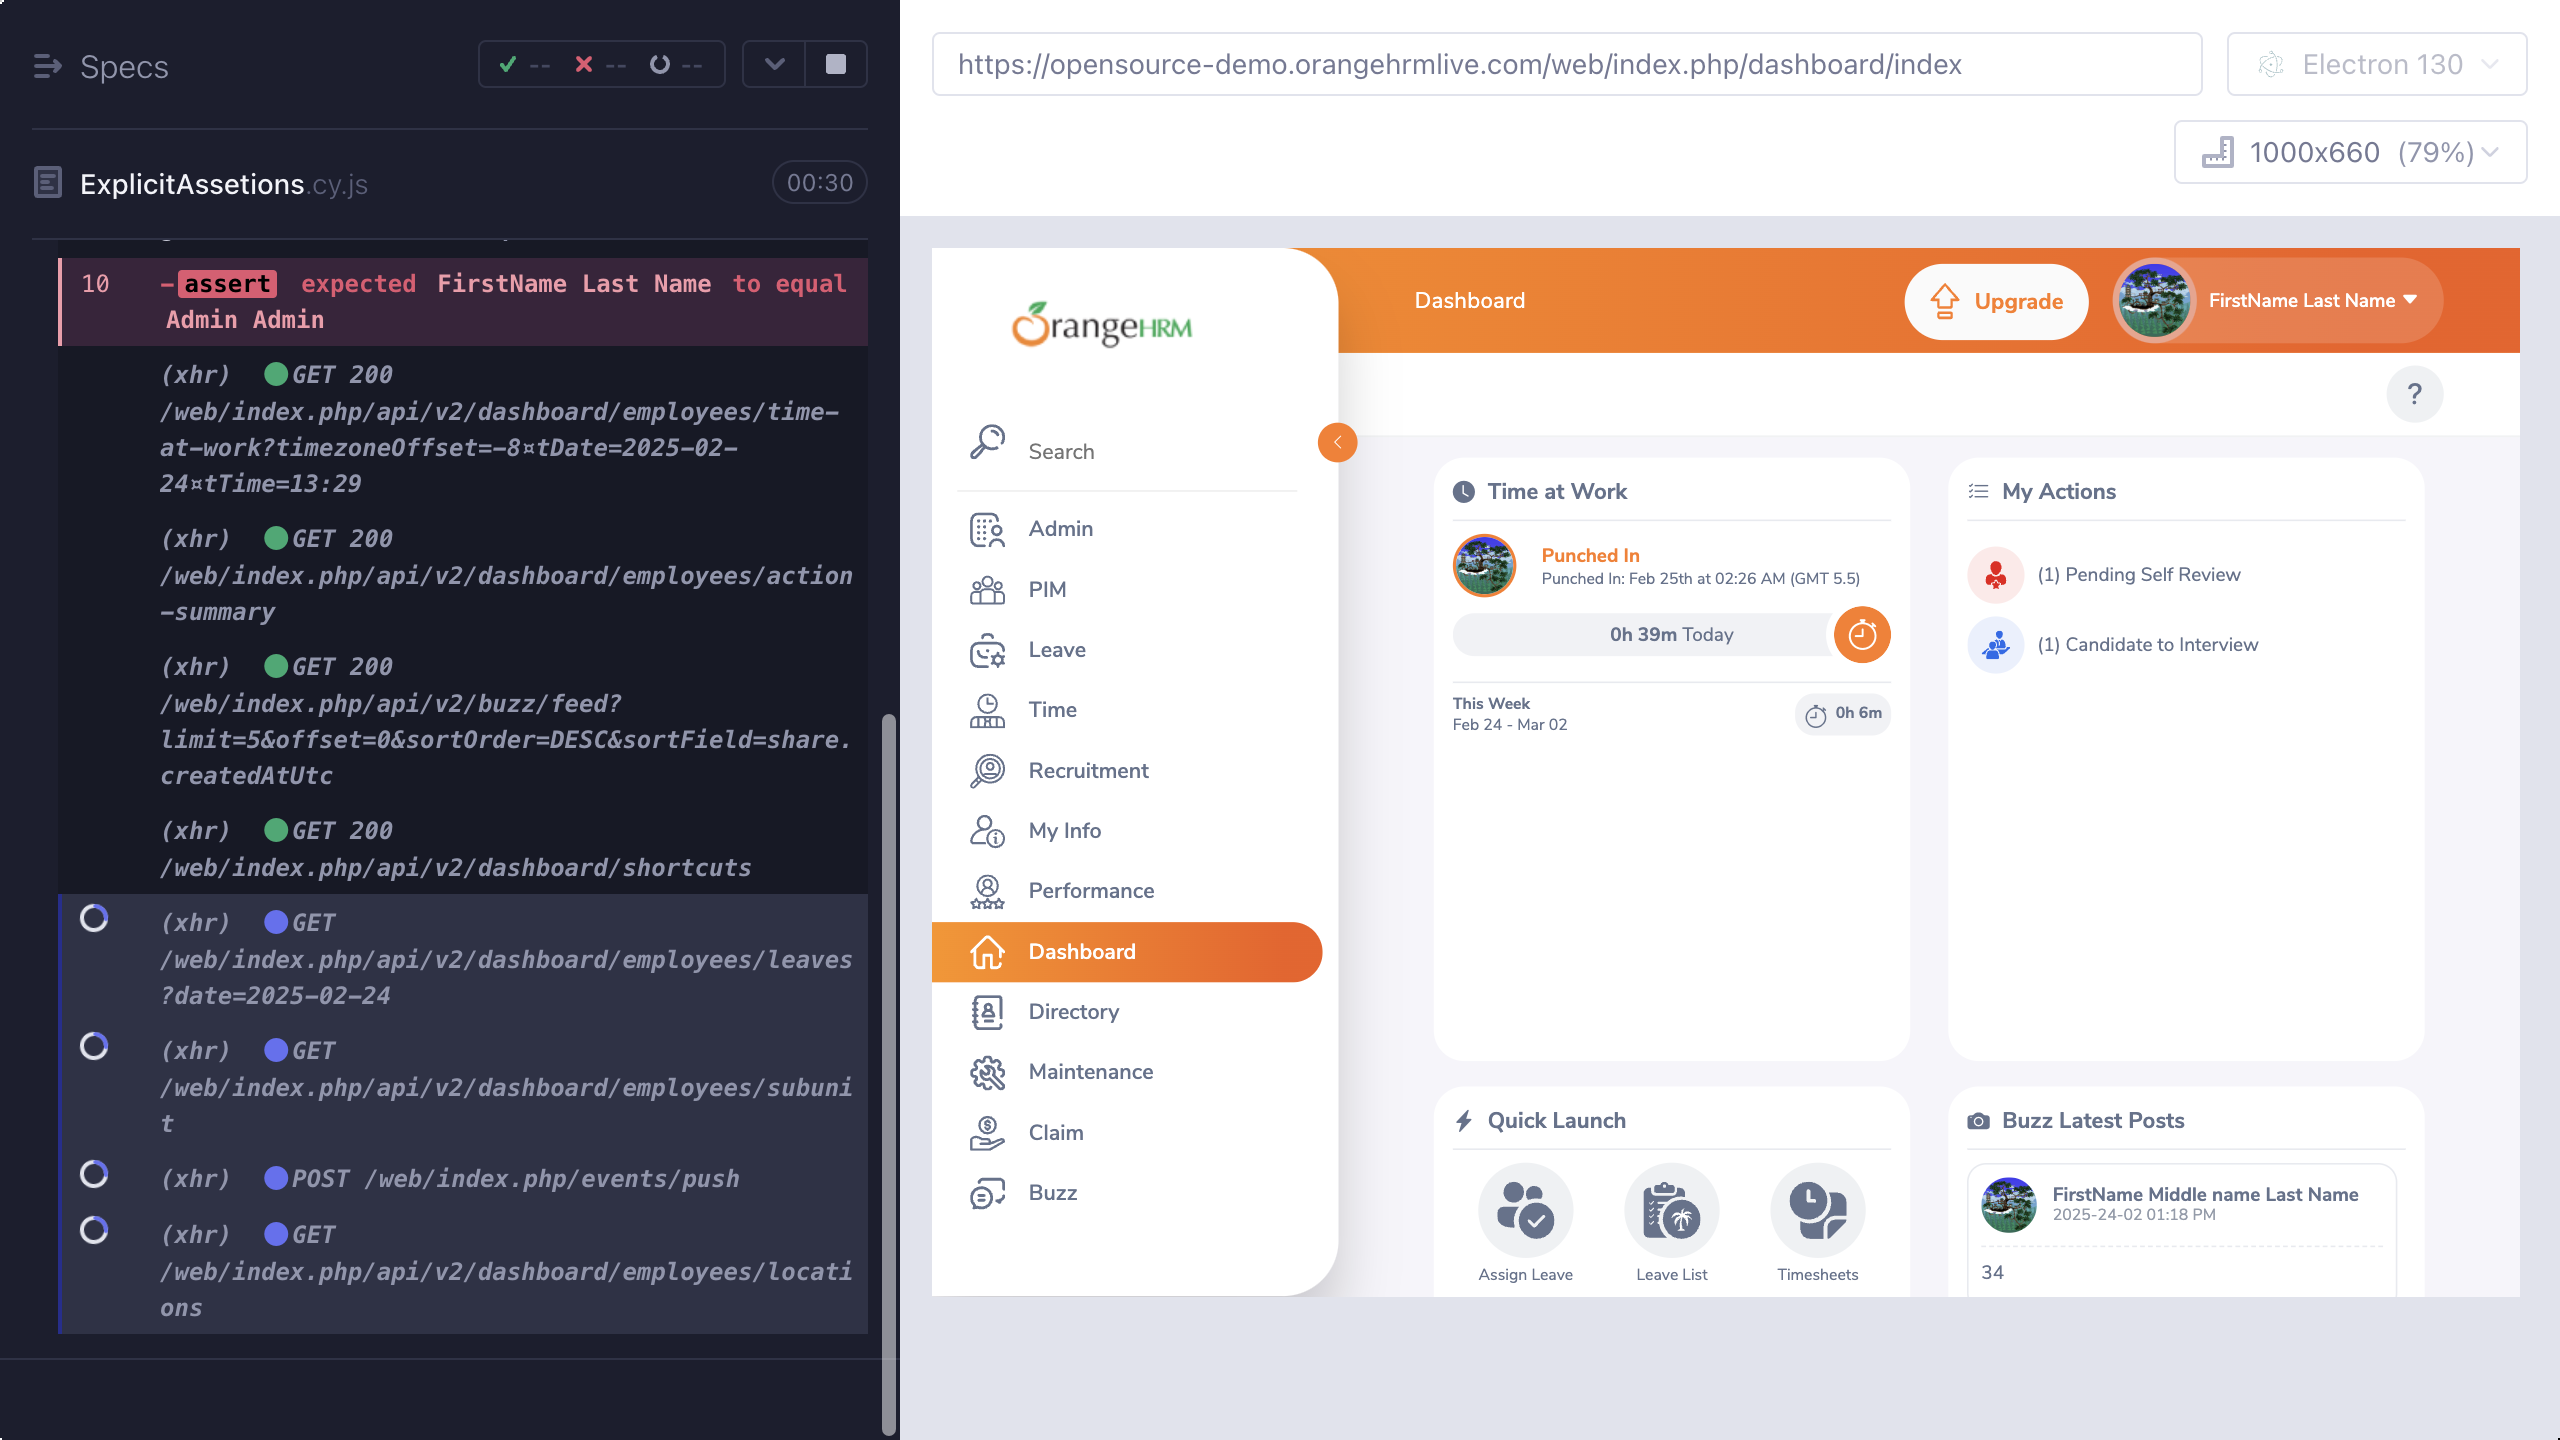 Specs
-- -- --
ExplicitAssetions.cy.js
00:30
10 -assert expected FirstName Last Name to equal
Admin Admin
(xhr) GET 200
/web/index.php/api/v2/dashboard/employees/time-
at-work?timezoneOffset=-8¤tDate=2025-02-
24¤tTime=13:29
(xhr) GET 200
/web/index.php/api/v2/dashboard/employees/action
-summary
(xhr) GET 200
/web/index.php/api/v2/buzz/feed?
limit=5&offset=0&sortOrder=DESC&sortField=share.
createdAtUtc
(xhr) GET 200
/web/index.php/api/v2/dashboard/shortcuts
(xhr) GET
/web/index.php/api/v2/dashboard/employees/leaves
?date=2025-02-24
(xhr) GET
/web/index.php/api/v2/dashboard/employees/subuni
t
(xhr) POST /web/index.php/events/push
(xhr) GET
/web/index.php/api/v2/dashboard/employees/locati
ons
https://opensource-demo.orangehrmlive.com/web/index.php/dashboard/index
Electron 130
1000x660 (79%)
OrangeHRM
Search
Admin
PIM
Leave
Time
Recruitment
My Info
Performance
Dashboard
Directory
Maintenance
Claim
Buzz
Dashboard
Upgrade
FirstName Last Name
?
Time at Work
Punched In
Punched In: Feb 25th at 02:26 AM (GMT 5.5)
0h 39m Today
This Week
Feb 24 - Mar 02
0h 6m
My Actions
(1) Pending Self Review
(1) Candidate to Interview
Quick Launch
Assign Leave
Leave List
Timesheets
Buzz Latest Posts
FirstName Middle name Last Name
2025-24-02 01:18 PM
34